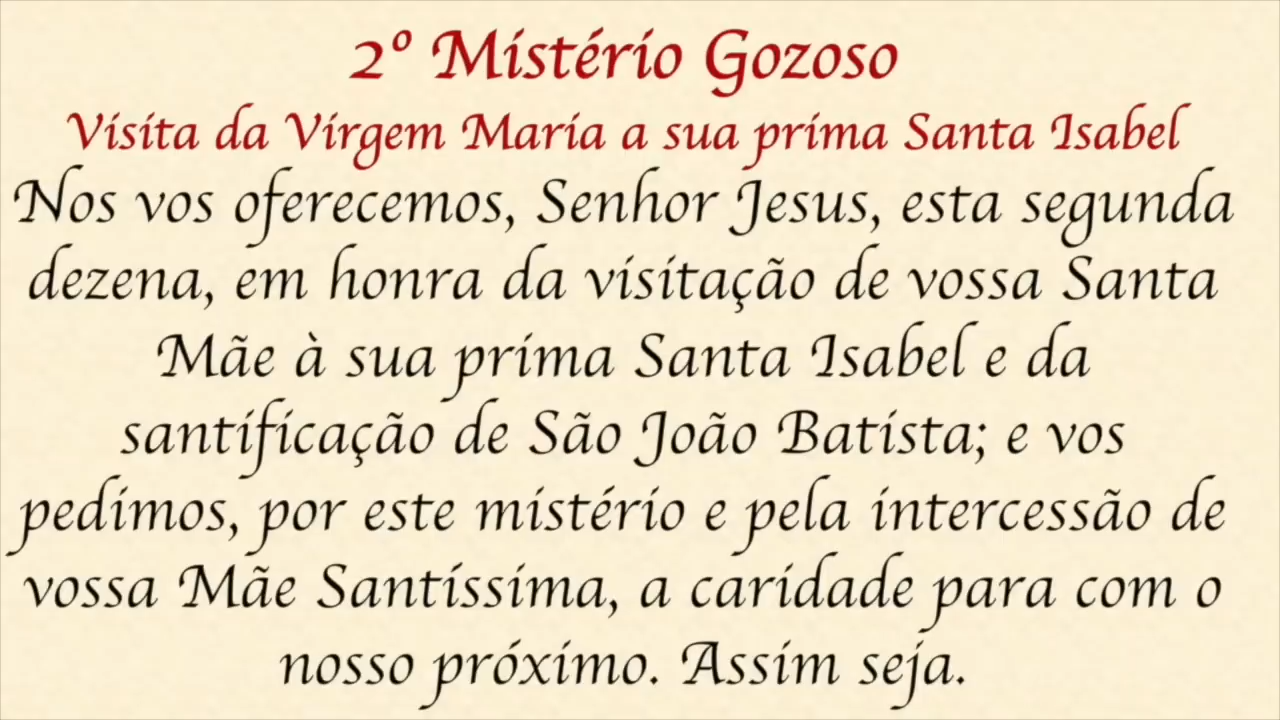 2º Mistério Gozoso
Visita da Virgem Maria a sua prima Santa Isabel
Nos vos oferecemos, Senhor Jesus, esta segunda
dezena, em honra da visitação de vossa Santa
Mãe à sua prima Santa Isabel e da
santificação de São João Batista; e vos
pedimos, por este mistério e pela intercessão de
vossa Mãe Santíssima, a caridade para com o
nosso próximo. Assim seja.